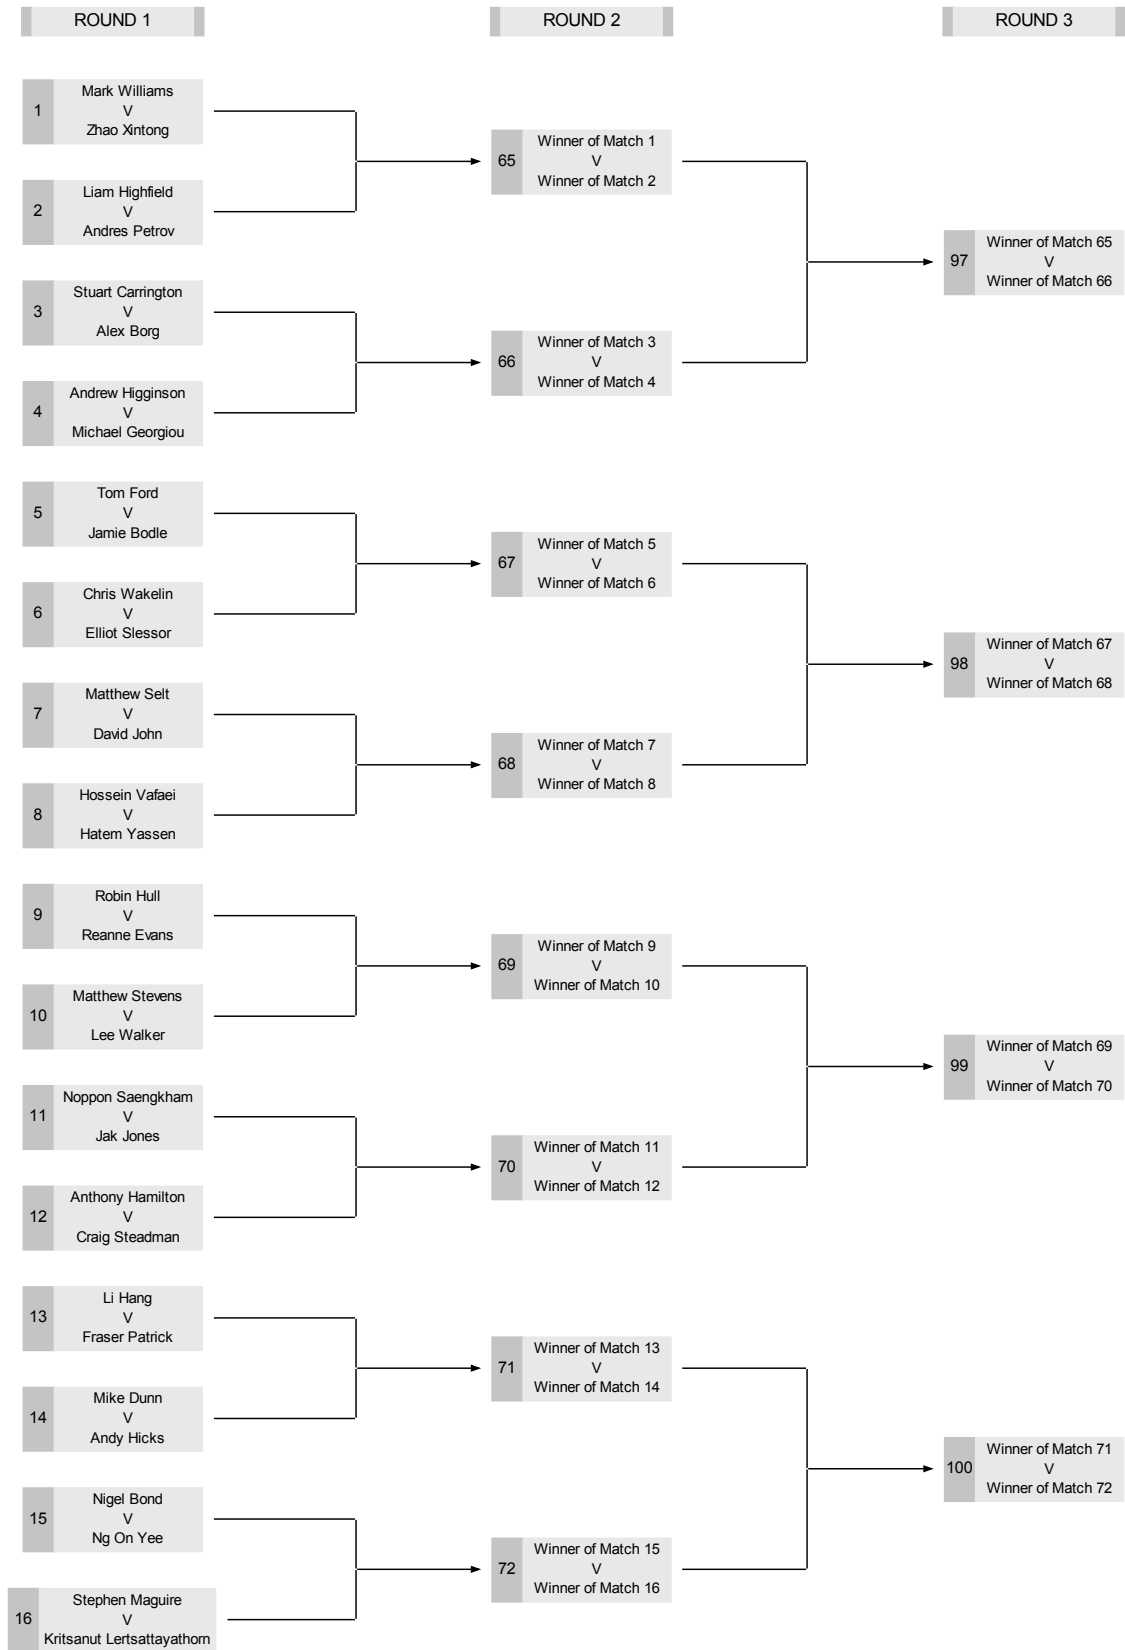 ROUND 1
ROUND 2
ROUND 3
1
Mark Williams
V
Zhao Xintong
2
Liam Highfield
V
Andres Petrov
3
Stuart Carrington
V
Alex Borg
4
Andrew Higginson
V
Michael Georgiou
5
Tom Ford
V
Jamie Bodle
6
Chris Wakelin
V
Elliot Slessor
7
Matthew Selt
V
David John
8
Hossein Vafaei
V
Hatem Yassen
9
Robin Hull
V
Reanne Evans
10
Matthew Stevens
V
Lee Walker
11
Noppon Saengkham
V
Jak Jones
12
Anthony Hamilton
V
Craig Steadman
13
Li Hang
V
Fraser Patrick
14
Mike Dunn
V
Andy Hicks
15
Nigel Bond
V
Ng On Yee
16
Stephen Maguire
V
Kritsanut Lertsattayathorn
65
Winner of Match 1
V
Winner of Match 2
66
Winner of Match 3
V
Winner of Match 4
67
Winner of Match 5
V
Winner of Match 6
68
Winner of Match 7
V
Winner of Match 8
69
Winner of Match 9
V
Winner of Match 10
70
Winner of Match 11
V
Winner of Match 12
71
Winner of Match 13
V
Winner of Match 14
72
Winner of Match 15
V
Winner of Match 16
97
Winner of Match 65
V
Winner of Match 66
98
Winner of Match 67
V
Winner of Match 68
99
Winner of Match 69
V
Winner of Match 70
100
Winner of Match 71
V
Winner of Match 72